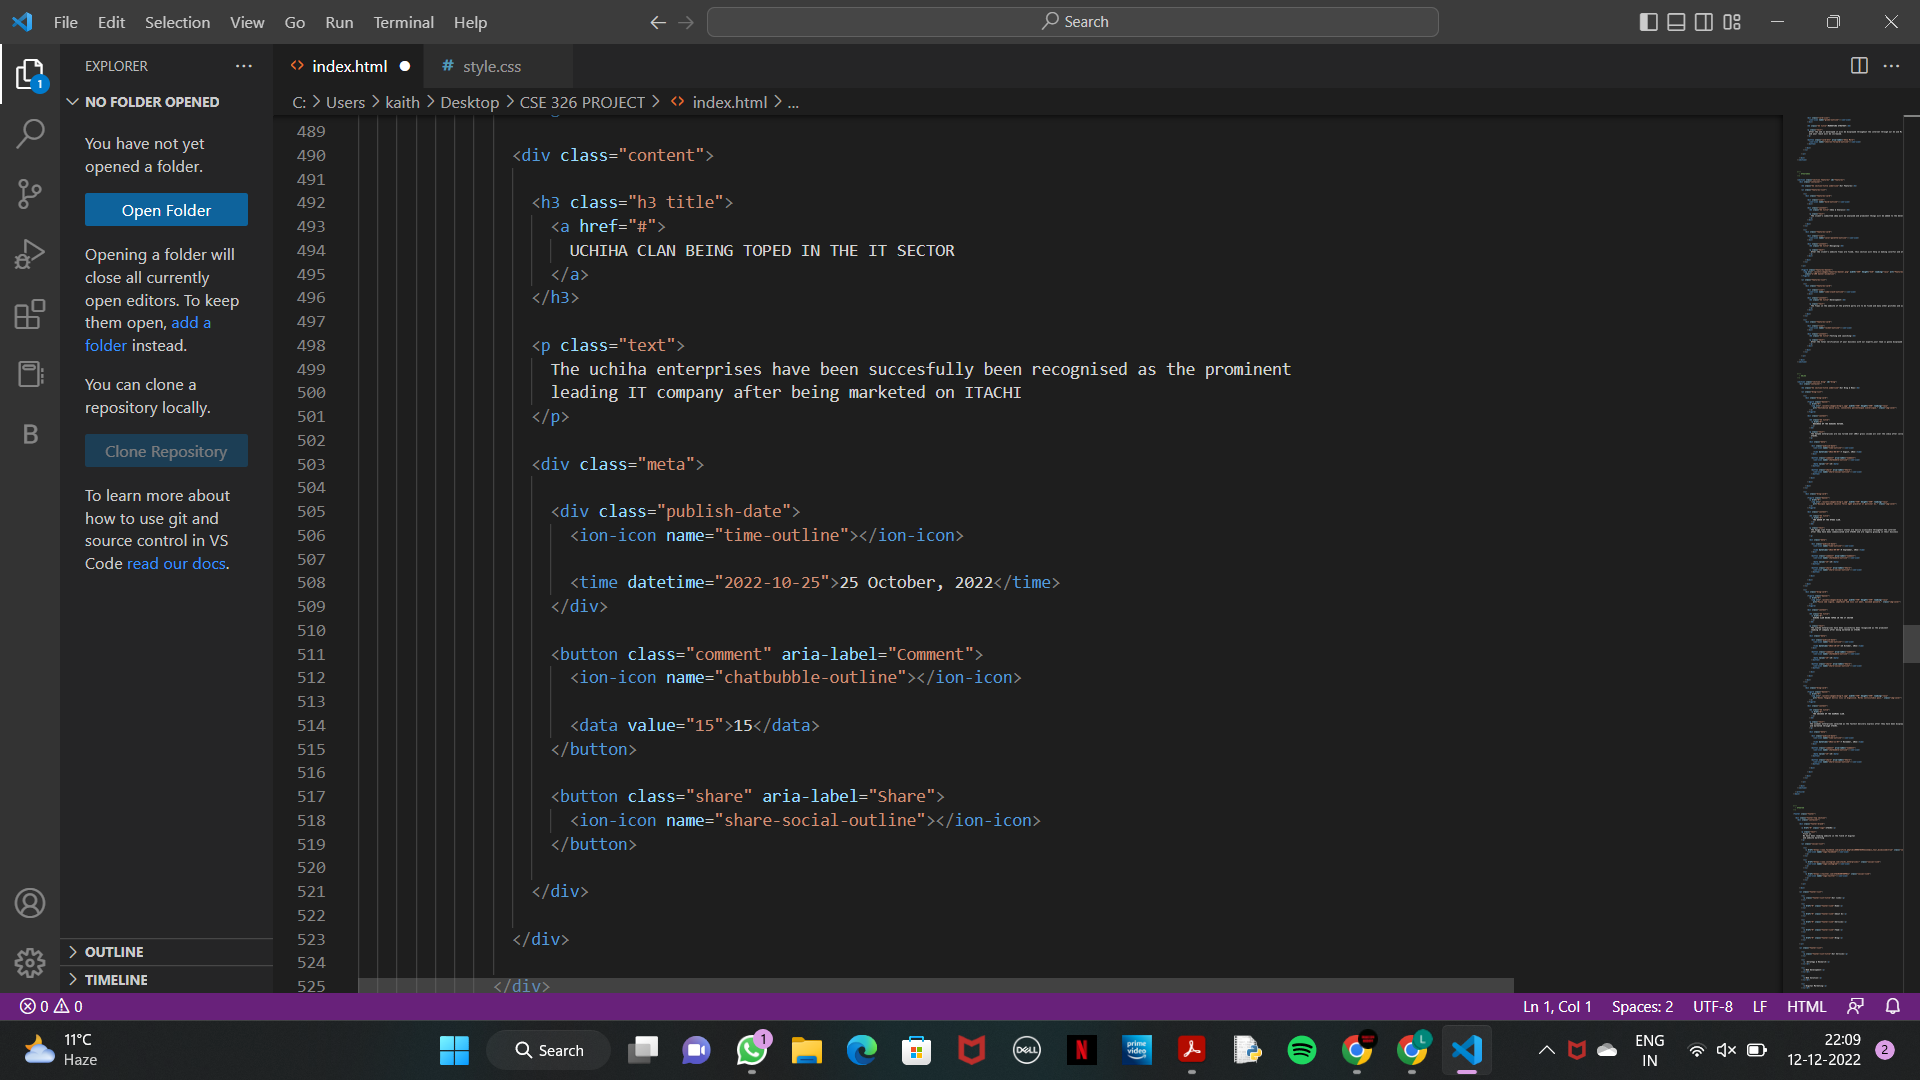 File Edit Selection View Go Run Terminal Help
Search
EXPLORER
NO FOLDER OPENED
You have not yet
opened a folder.
Open Folder
Opening a folder will
close all currently
open editors. To keep
them open, add a
folder instead.
You can clone a
repository locally.
Clone Repository
To learn more about
how to use git and
source control in VS
Code read our docs.
OUTLINE
TIMELINE
1
B
index.html
# style.css
C: > Users > kaith > Desktop > CSE 326 PROJECT > <> index.html > ...
489
490 <div class="content">
491
492 <h3 class="h3 title">
493 <a href="#">
494 UCHIHA CLAN BEING TOPED IN THE IT SECTOR
495 </a>
496 </h3>
497
498 <p class="text">
499 The uchiha enterprises have been succesfully been recognised as the prominent
500 leading IT company after being marketed on ITACHI
501 </p>
502
503 <div class="meta">
504
505 <div class="publish-date">
506 <ion-icon name="time-outline"></ion-icon>
507
508 <time datetime="2022-10-25">25 October, 2022</time>
509 </div>
510
511 <button class="comment" aria-label="Comment">
512 <ion-icon name="chatbubble-outline"></ion-icon>
513
514 <data value="15">15</data>
515 </button>
516
517 <button class="share" aria-label="Share">
518 <ion-icon name="share-social-outline"></ion-icon>
519 </button>
520
521 </div>
522
523 </div>
524
525 </div>
0 0
Ln 1, Col 1 Spaces: 2 UTF-8 LF HTML
11°C
Haze
Search
1
DELL
N
prime
video
L
ENG
IN
22:09
12-12-2022
2